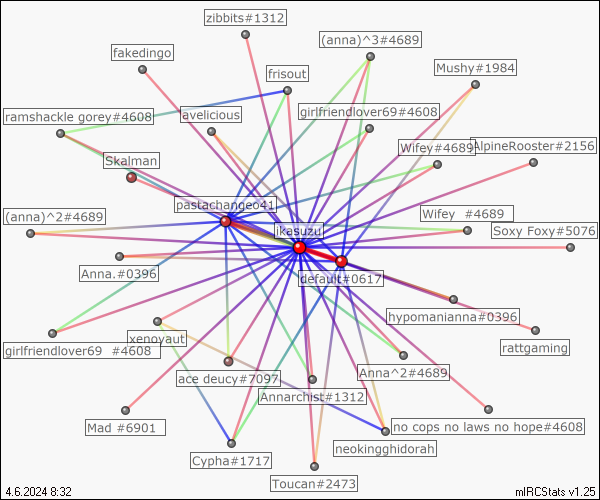 zibbits#1312
(anna)^3#4689
fakedingo
Mushy#1984
frisout
ramshackle gorey#4608
avelicious
girlfriendlover69#4608
Wifey#4689
AlpineRooster#2156
Skalman
pastachange041
(anna)^2#4689
Wifey #4689
Soxy Foxy#5076
ikasuzu
Anna.#0396
default#0617
hypomanianna#0396
xenoyaut
rattgaming
girlfriendlover69 #4608
Anna^2#4689
ace deucy#7097
Annarchist#1312
Mad #6901
no cops no laws no hope#4608
neokingghidorah
Cypha#1717
Toucan#2473
4.6.2024 8:32
mIRCStats v1.25